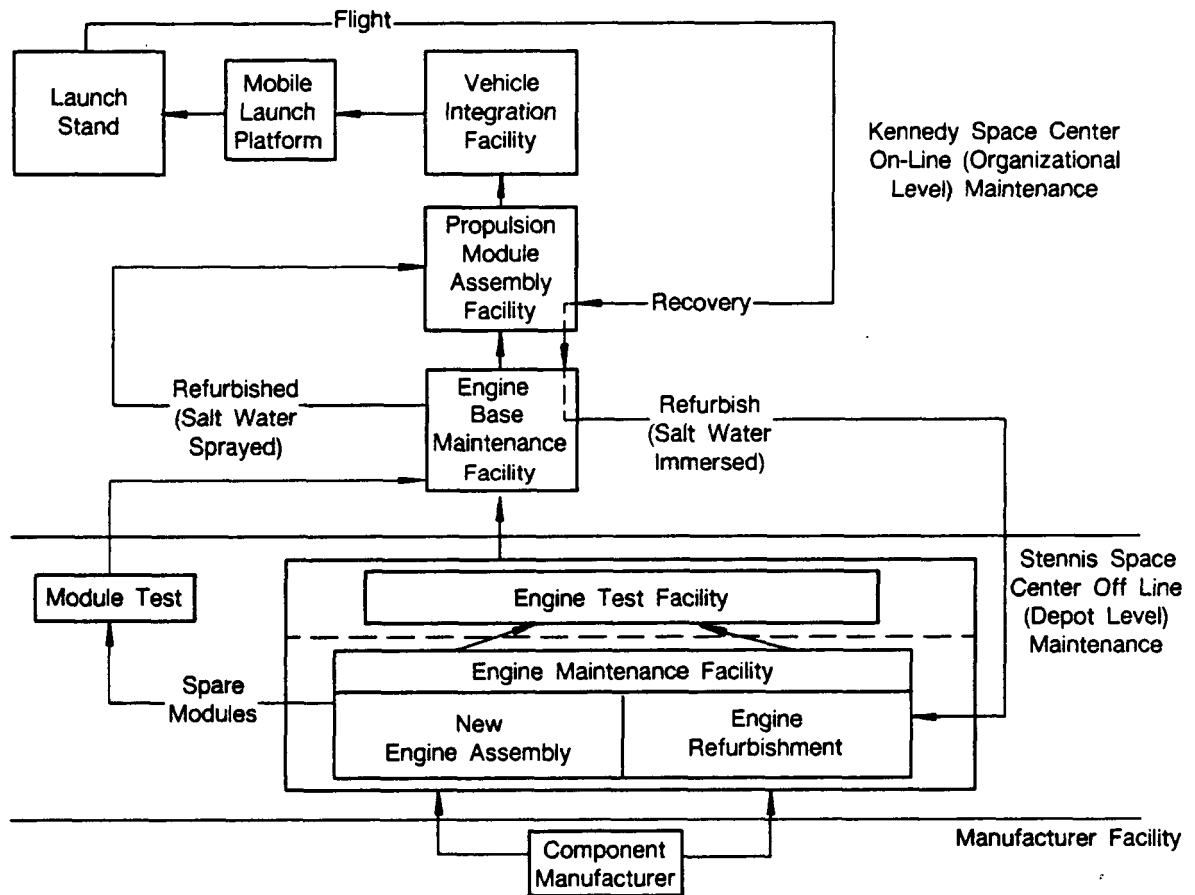 Flight
Launch
Stand
Mobile
Launch
Platform
Vehicle
Integration
Facility
Kennedy Space Center
On-Line (Organizational
Level) Maintenance
Propulsion
Module
Assembly
Facility
Recovery
Refurbished
(Salt Water
Sprayed)
Engine
Base
Maintenance
Facility
Refurbish
(Salt Water
Immersed)
Module Test
Engine Test Facility
Stennis Space
Center Off Line
(Depot Level)
Maintenance
Spare
Modules
Engine Maintenance Facility
New
Engine Assembly
Engine
Refurbishment
Manufacturer Facility
Component
Manufacturer